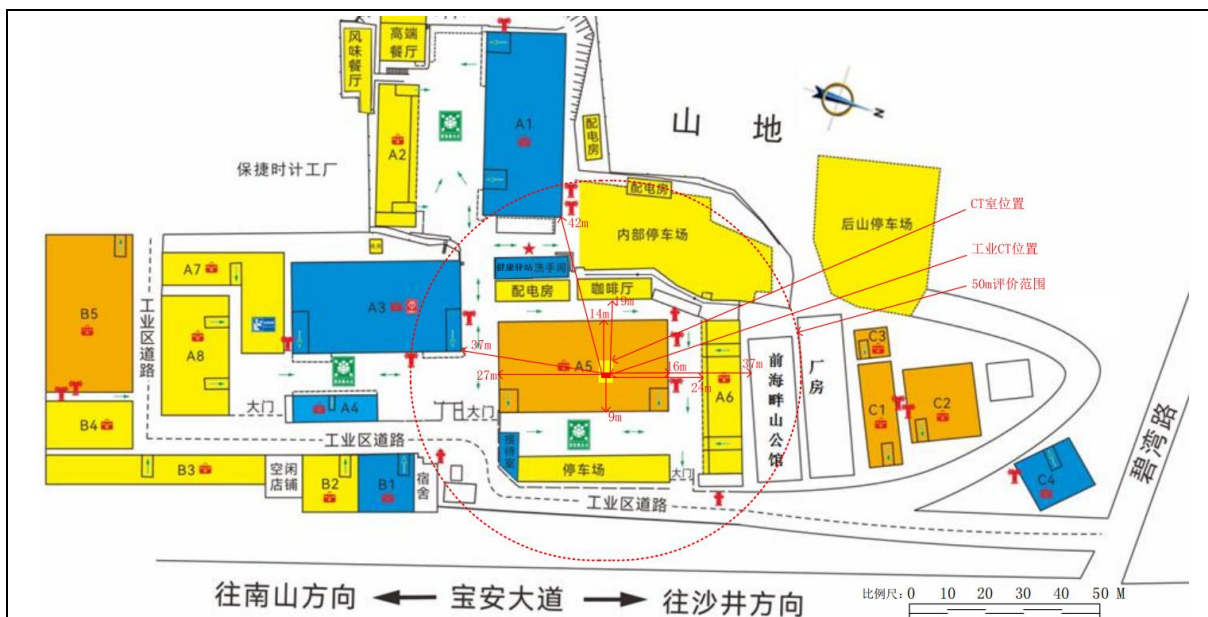 高端
餐厅
风
味
餐
厅
A1
A2
配
电
房
山 地
N
保捷时计工厂
配电房
CT室位置
42m
内部停车场
后山停车场
工业CT位置
健康驿站 洗手间
50m评价范围
A7
A3
配电房
咖啡厅
19m
14m
B5
工业区道路
A8
37m
C3
A5
16m
37m
27m
24m
A6
前
海
畔
山
公
馆
厂
房
C1
C2
大门
A4
大门
9m
B4
工业区道路
接
待
室
停车场
大门
B3
空闲
店铺
B2
B1
宿
舍
工业区道路
C4
碧湾路
往南山方向
宝安大道
往沙井方向
比例尺: 0 10 20 30 40 50 M